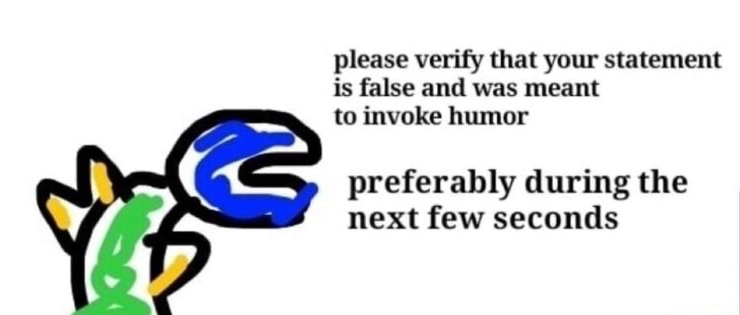 please verify that your statement
is false and was meant
to invoke humor
preferably during the
next few seconds